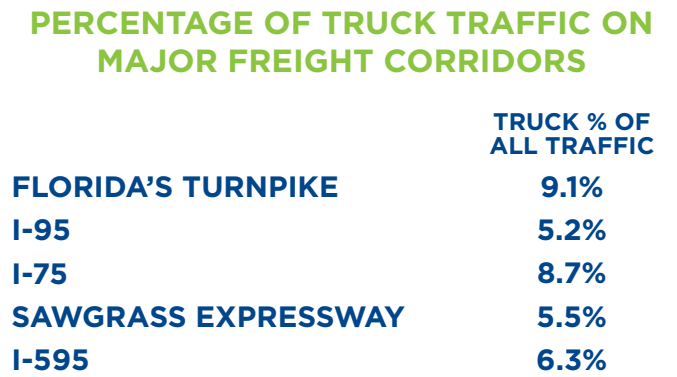 PERCENTAGE OF TRUCK TRAFFIC ON
MAJOR FREIGHT CORRIDORS
TRUCK % OF
ALL TRAFFIC
FLORIDA’S TURNPIKE 9.1%
I-95 5.2%
I-75 8.7%
SAWGRASS EXPRESSWAY 5.5%
I-595 6.3%